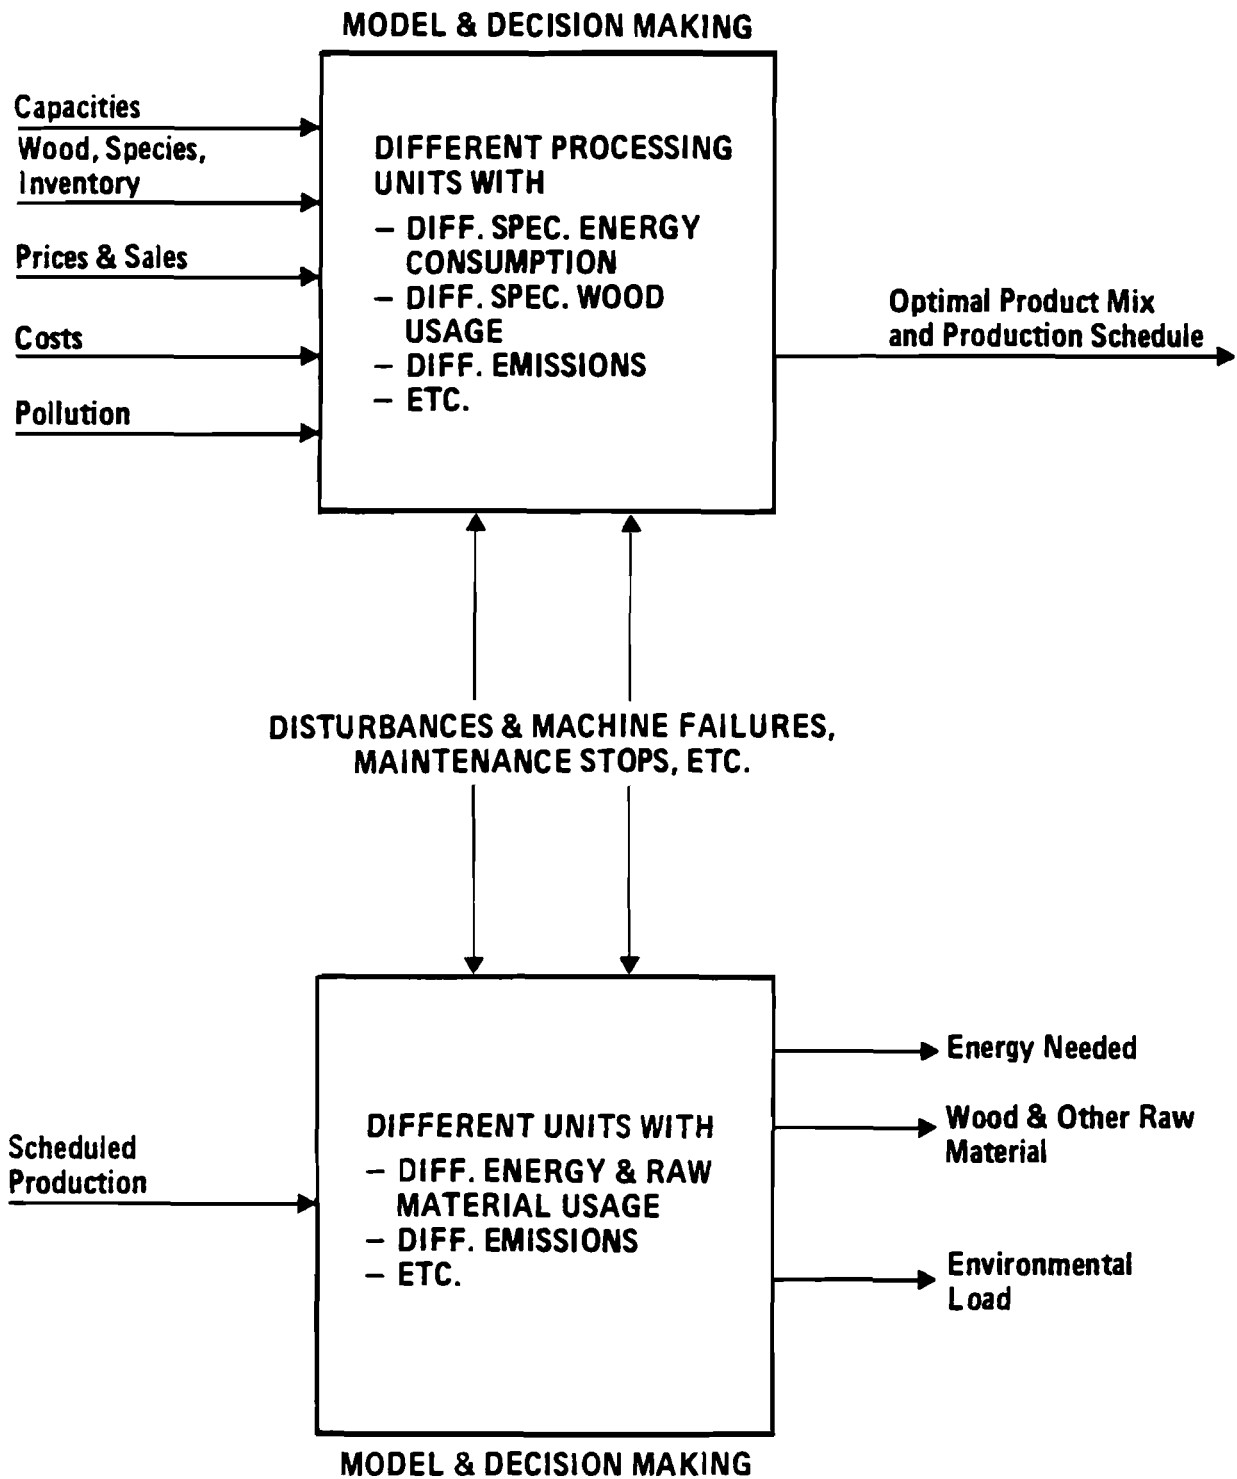 MODEL & DECISION MAKING
Capacities
Wood, Species,
Inventory
Prices & Sales
Costs
Pollution
DIFFERENT PROCESSING
UNITS WITH
– DIFF. SPEC. ENERGY
CONSUMPTION
– DIFF. SPEC. WOOD
USAGE
– DIFF. EMISSIONS
– ETC.
Optimal Product Mix
and Production Schedule
DISTURBANCES & MACHINE FAILURES,
MAINTENANCE STOPS, ETC.
Scheduled
Production
DIFFERENT UNITS WITH
– DIFF. ENERGY & RAW
MATERIAL USAGE
– DIFF. EMISSIONS
– ETC.
Energy Needed
Wood & Other Raw
Material
Environmental
Load
MODEL & DECISION MAKING